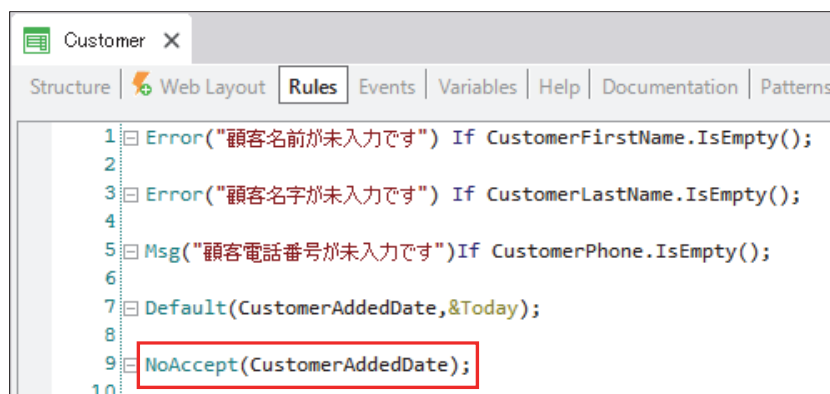 Customer ×
Structure Web Layout Rules Events Variables Help Documentation Patterns
1 Error("顧客名前が未入力です") If CustomerFirstName.IsEmpty();
2
3 Error("顧客名字が未入力です") If CustomerLastName.IsEmpty();
4
5 Msg("顧客電話番号が未入力です")If CustomerPhone.IsEmpty();
6
7 Default(CustomerAddedDate,&Today);
8
9 NoAccept(CustomerAddedDate);
10